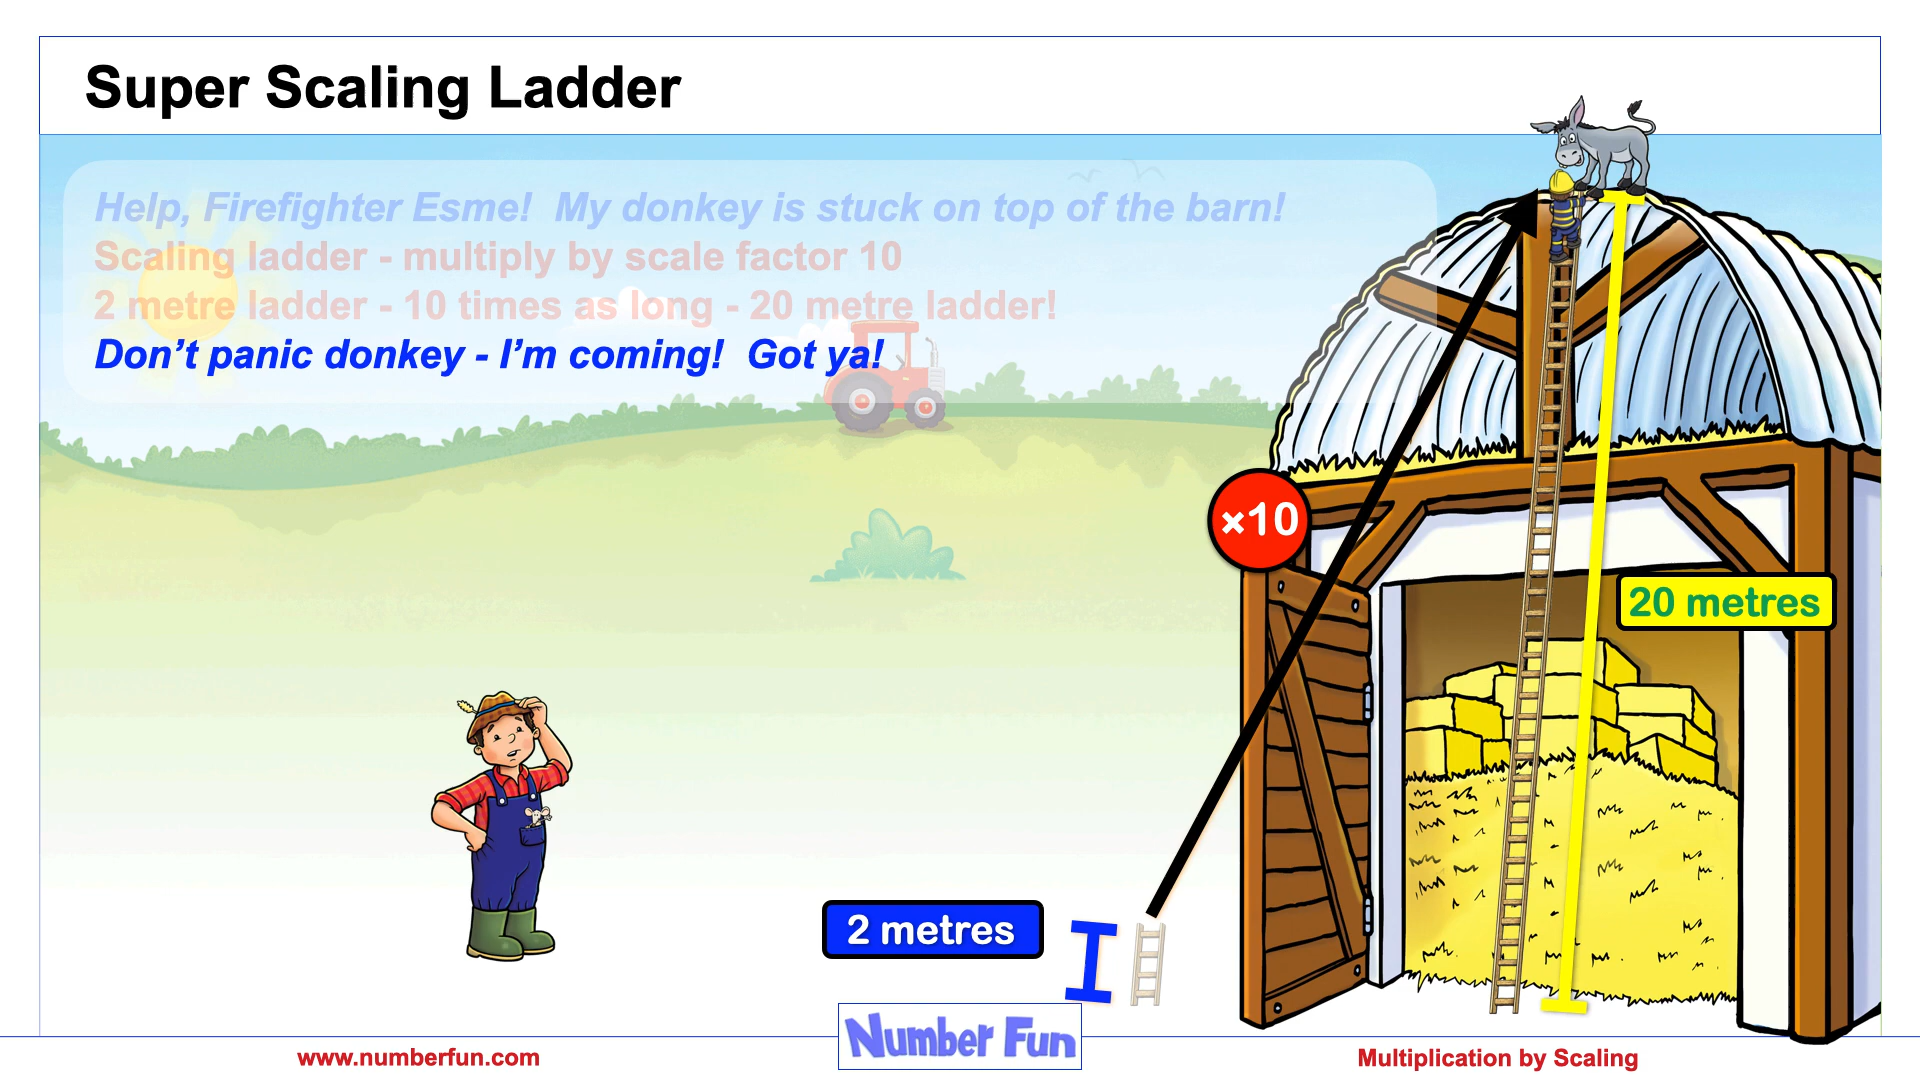 Super Scaling Ladder
Help, Firefighter Esme!  My donkey is stuck on top of the barn!
Scaling ladder - multiply by scale factor 10
2 metre ladder - 10 times as long - 20 metre ladder!
Don’t panic donkey - I’m coming!  Got ya!
×10
20 metres
2 metres
Number Fun
www.numberfun.com
Multiplication by Scaling